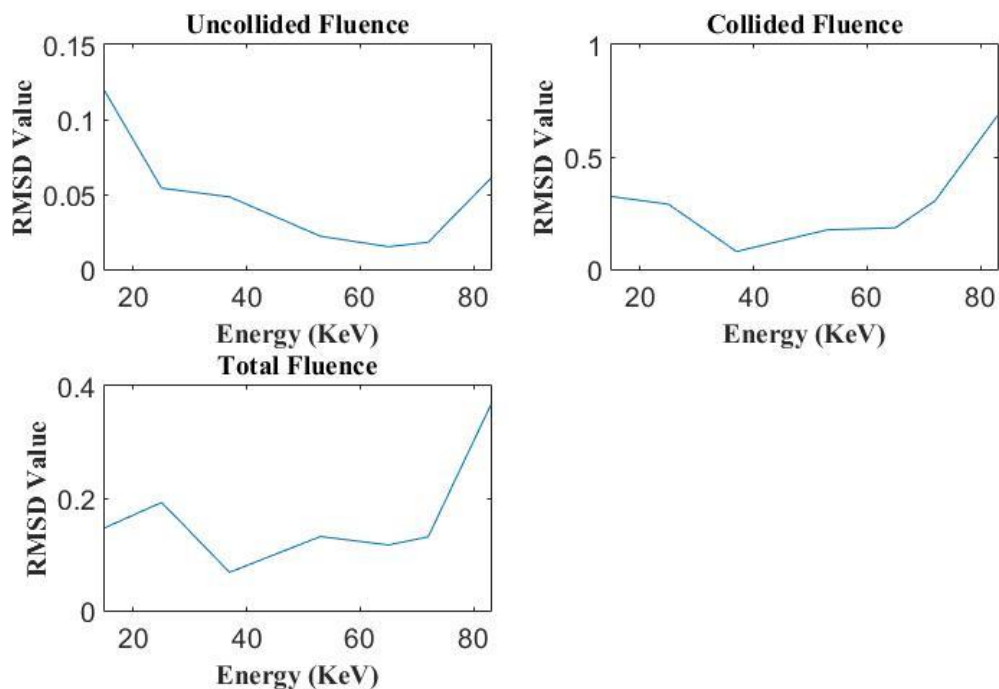 Uncollided Fluence
RMSD Value
0.15
0.1
0.05
0
20 40 60 80
Energy (KeV)
Collided Fluence
RMSD Value
1
0.5
0
20 40 60 80
Energy (KeV)
Total Fluence
RMSD Value
0.4
0.2
0
20 40 60 80
Energy (KeV)